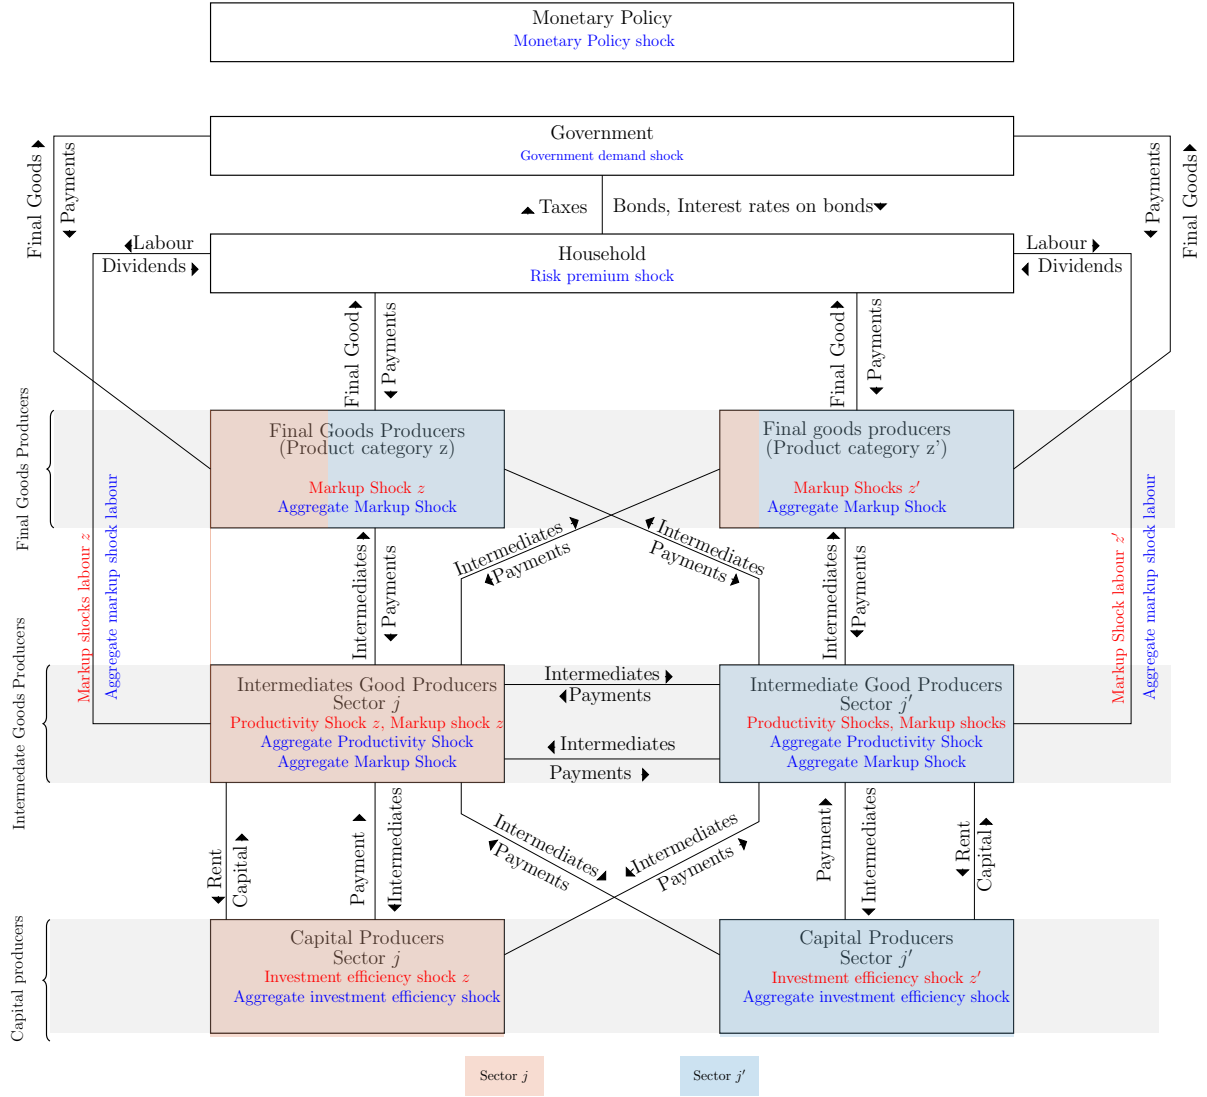 Monetary Policy
Monetary Policy shock
Government
Government demand shock
Taxes
Bonds, Interest rates on bonds
Final Goods
Payments
Payments
Final Goods
Labour
Dividends
Household
Risk premium shock
Labour
Dividends
Final Good
Payments
Final Good
Payments
Final Goods Producers
Final Goods Producers
(Product category z)
Markup Shock z
Aggregate Markup Shock
Final goods producers
(Product category z')
Markup Shocks z′
Aggregate Markup Shock
Markup shocks labour z
Aggregate markup shock labour
Markup Shock labour z′
Aggregate markup shock labour
Intermediates
Payments
Intermediates
Payments
Intermediates
Payments
Intermediates
Payments
Intermedate Goods Producers
Intermediates Good Producers
Sector j
Productivity Shock z, Markup shock z
Aggregate Productivity Shock
Aggregate Markup Shock
Intermediates
Payments
Intermediates
Payments
Intermediate Good Producers
Sector j′
Productivity Shocks, Markup shocks
Aggregate Productivity Shock
Aggregate Markup Shock
Rent
Capital
Payment
Intermediates
Intermediates
Payments
Intermediates
Payments
Payment
Intermediates
Rent
Capital
Capital producers
Capital Producers
Sector j
Investment efficiency shock z
Aggregate investment efficiency shock
Capital Producers
Sector j′
Investment efficiency shock z′
Aggregate investment efficiency shock
Sector j
Sector j′